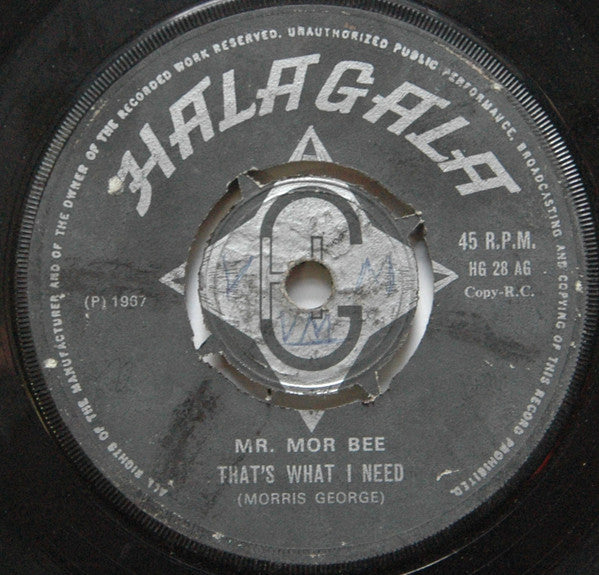 ALL RIGHTS OF THE MANUFACTURER AND OF THE OWNER OF THE RECORDED WORK RESERVED. UNAUTHORIZED PUBLIC PERFORMANCE, BROADCASTING AND COPYING OF THIS RECORD PROHIBITED.
HALAGALA
45 R.P.M.
HG 28 AG
Copy-R.C.
(P) 1967
HG
V M
VM
MR. MOR BEE
THAT'S WHAT I NEED
(MORRIS GEORGE)